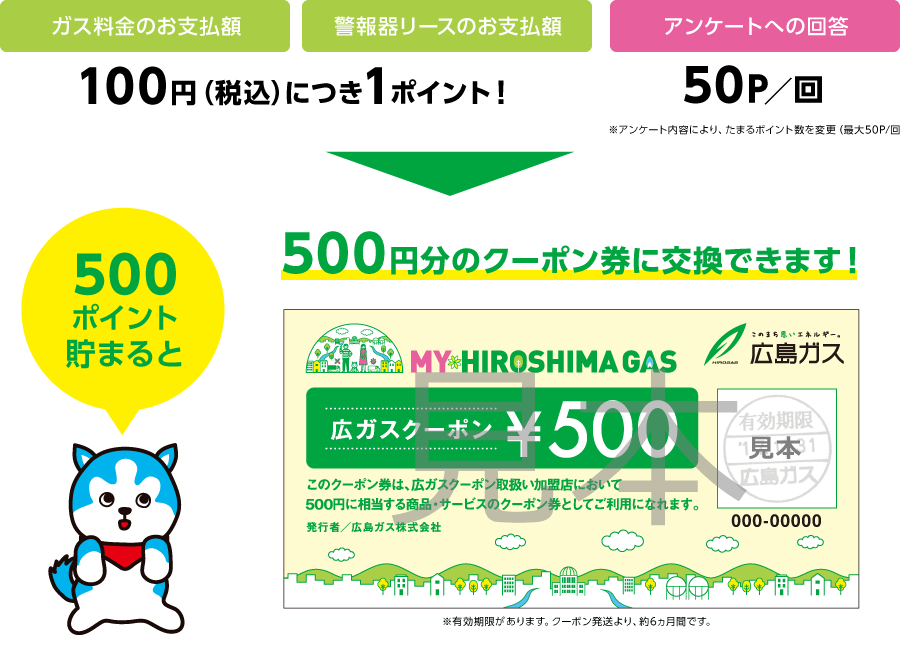 ガス料金のお支払額
警報器リースのお支払額
アンケートへの回答
100円（税込）につき1ポイント！
50P／回
※アンケート内容により、たまるポイント数を変更（最大50P/回
500
ポイント
貯まると
500円分のクーポン券に交換できます！
MY HIROSHIMA GAS
このまち思いエネルギー。
HIROGAS
広島ガス
広ガスクーポン ¥500
有効期限
見本
広島ガス
見本
000-00000
このクーポン券は、広ガスクーポン取扱い加盟店において
500円に相当する商品・サービスのクーポン券としてご利用になれます。
発行者／広島ガス株式会社
※有効期限があります。クーポン発送より、約6ヵ月間です。